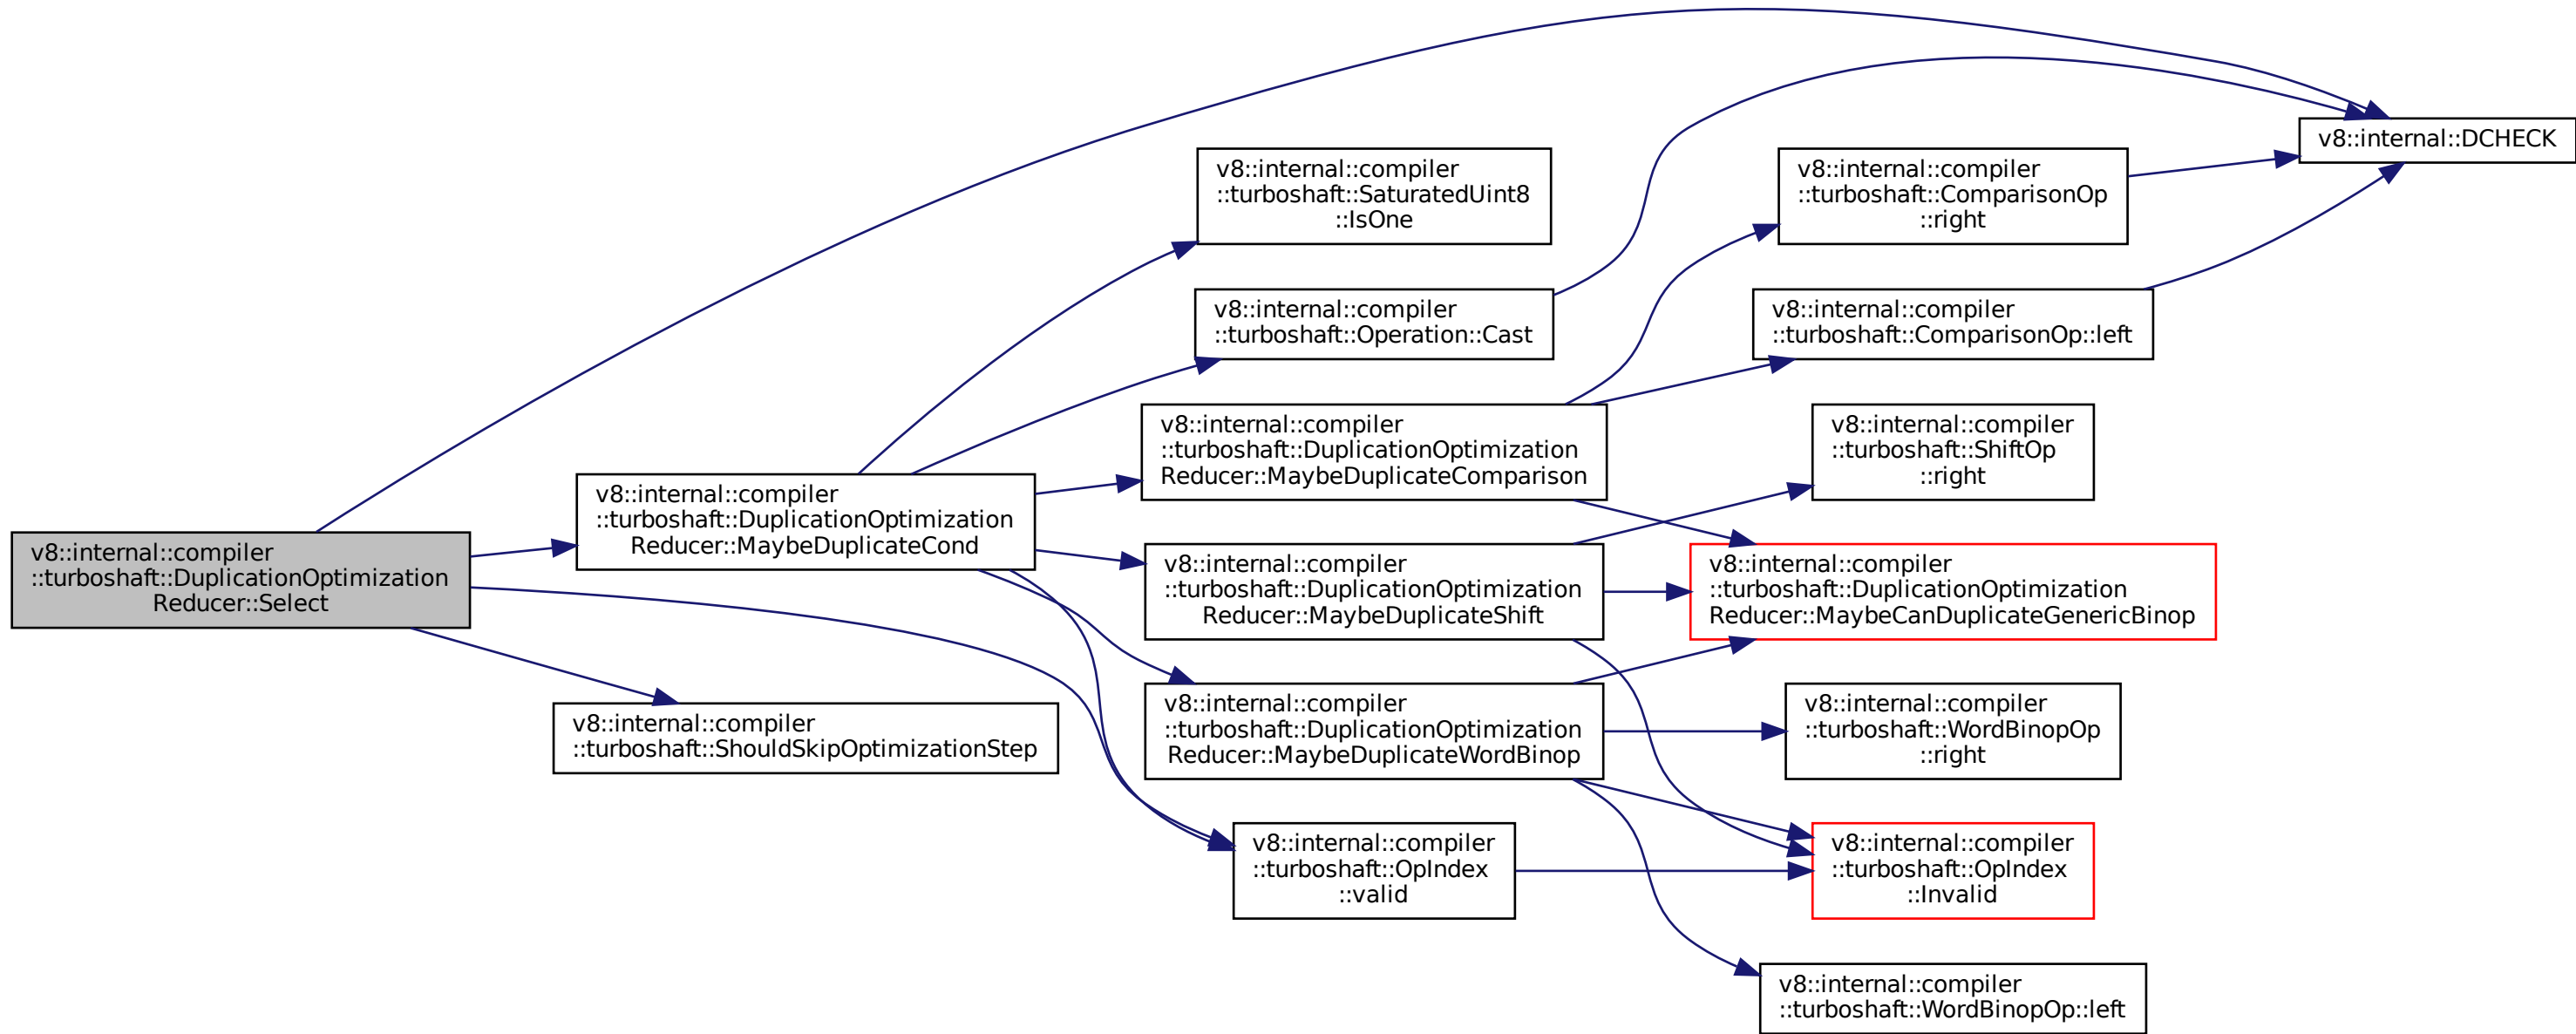 v8::internal::compiler
::turboshaft::DuplicationOptimization
Reducer::Select
v8::internal::compiler
::turboshaft::DuplicationOptimization
Reducer::MaybeDuplicateCond
v8::internal::compiler
::turboshaft::ShouldSkipOptimizationStep
v8::internal::compiler
::turboshaft::SaturatedUint8
::IsOne
v8::internal::compiler
::turboshaft::Operation::Cast
v8::internal::compiler
::turboshaft::DuplicationOptimization
Reducer::MaybeDuplicateComparison
v8::internal::compiler
::turboshaft::DuplicationOptimization
Reducer::MaybeDuplicateShift
v8::internal::compiler
::turboshaft::DuplicationOptimization
Reducer::MaybeDuplicateWordBinop
v8::internal::compiler
::turboshaft::OpIndex
::valid
v8::internal::compiler
::turboshaft::ComparisonOp
::right
v8::internal::compiler
::turboshaft::ComparisonOp::left
v8::internal::compiler
::turboshaft::ShiftOp
::right
v8::internal::compiler
::turboshaft::DuplicationOptimization
Reducer::MaybeCanDuplicateGenericBinop
v8::internal::compiler
::turboshaft::WordBinopOp
::right
v8::internal::compiler
::turboshaft::OpIndex
::Invalid
v8::internal::compiler
::turboshaft::WordBinopOp::left
v8::internal::DCHECK